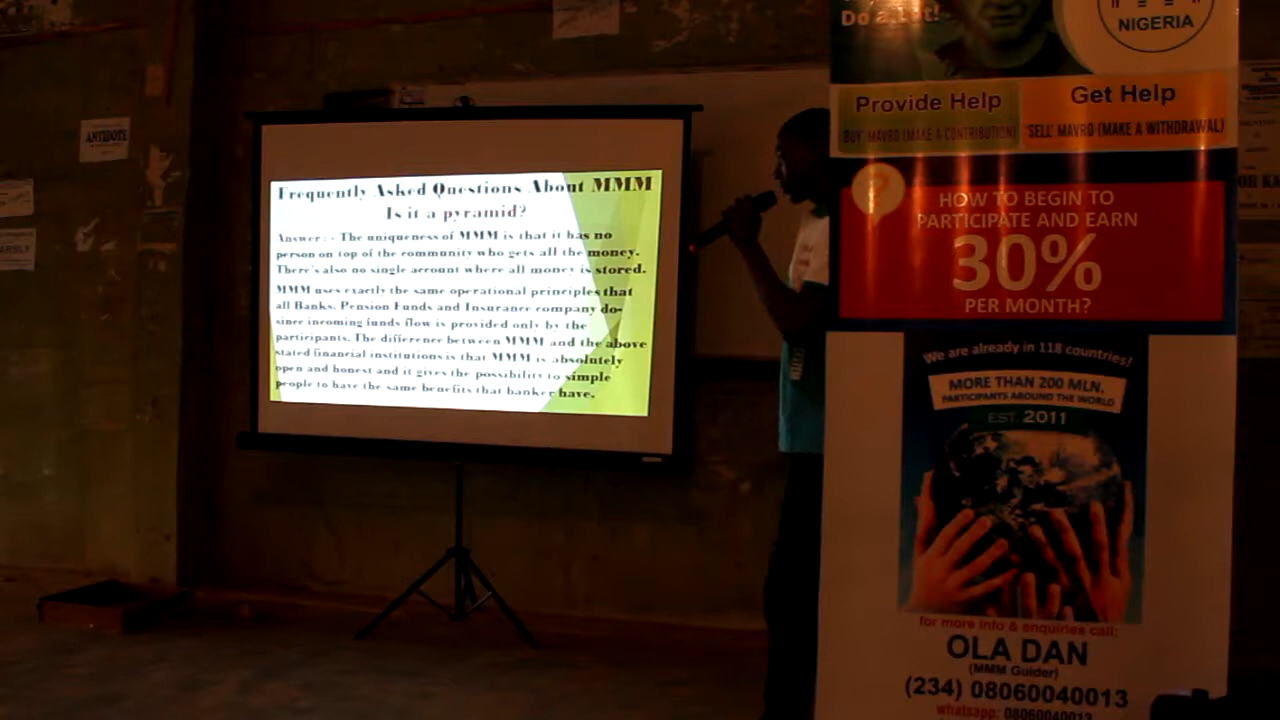 ANTIDOTE
Frequently Asked Questions About MMM
Is it a pyramid?
Answer: - The uniqueness of MMM is that it has no
person on top of the community who gets all the money.
There's also no single account where all money is stored.
MMM uses exactly the same operational principles that
all Banks, Pension Funds and Insurance company do-
since incoming funds flow is provided only by the
participants. The difference between MMM and the above
stated financial institutions is that MMM is absolutely
open and honest and it gives the possibility to simple
people to have the same benefits that banker have.
Do a Lot!
NIGERIA
Provide Help
'BUY' MAVRO (MAKE A CONTRIBUTION)
Get Help
'SELL' MAVRO (MAKE A WITHDRAWAL)
?
HOW TO BEGIN TO
PARTICIPATE AND EARN
30%
PER MONTH?
We are already in 118 countries!
MORE THAN 200 MLN.
PARTICIPANTS AROUND THE WORLD
EST. 2011
for more info & enquiries call:
OLA DAN
(MMM Guider)
(234) 08060040013
whatsapp: 08060040013